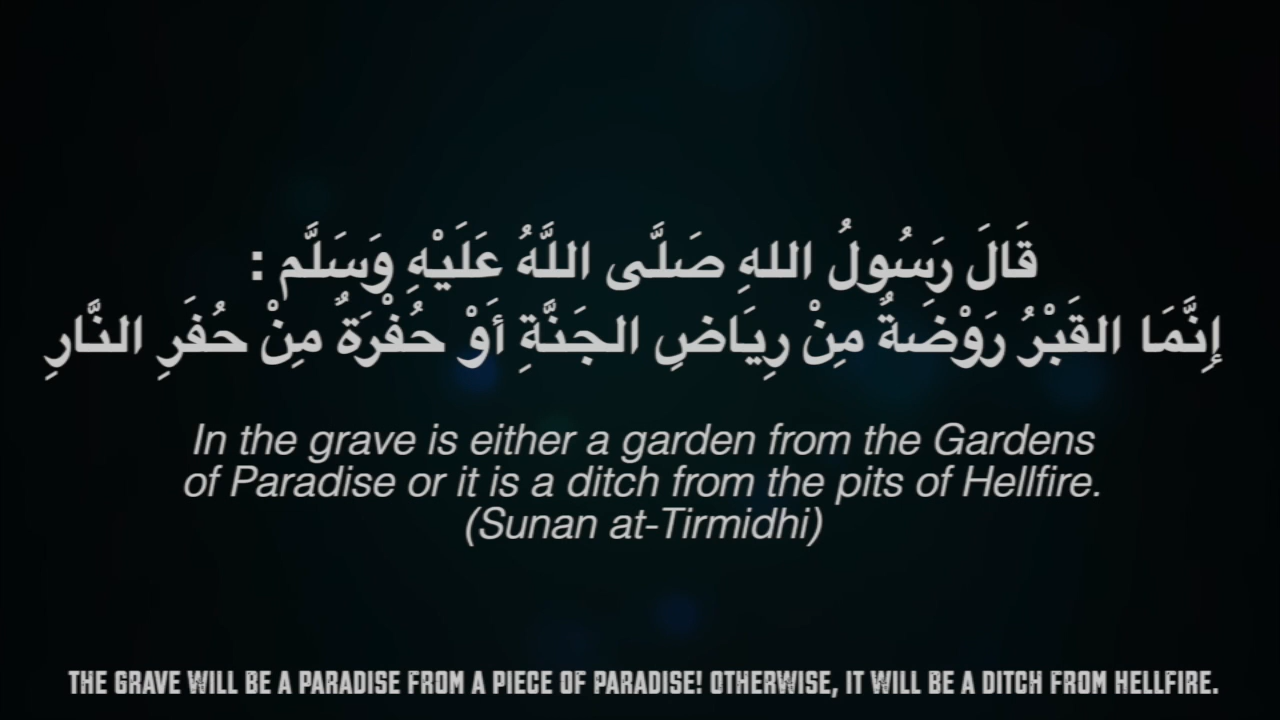 قَالَ رَسُولُ اللهِ صَلَّى اللَّهُ عَلَيْهِ وَسَلَّم :
إِنَّمَا القَبْرُ رَوْضَةٌ مِنْ رِيَاضِ الجَنَّةِ أَوْ حُفْرَةٌ مِنْ حُفَرِ النَّارِ
In the grave is either a garden from the Gardens
of Paradise or it is a ditch from the pits of Hellfire.
(Sunan at-Tirmidhi)
THE GRAVE WILL BE A PARADISE FROM A PIECE OF PARADISE! OTHERWISE, IT WILL BE A DITCH FROM HELLFIRE.